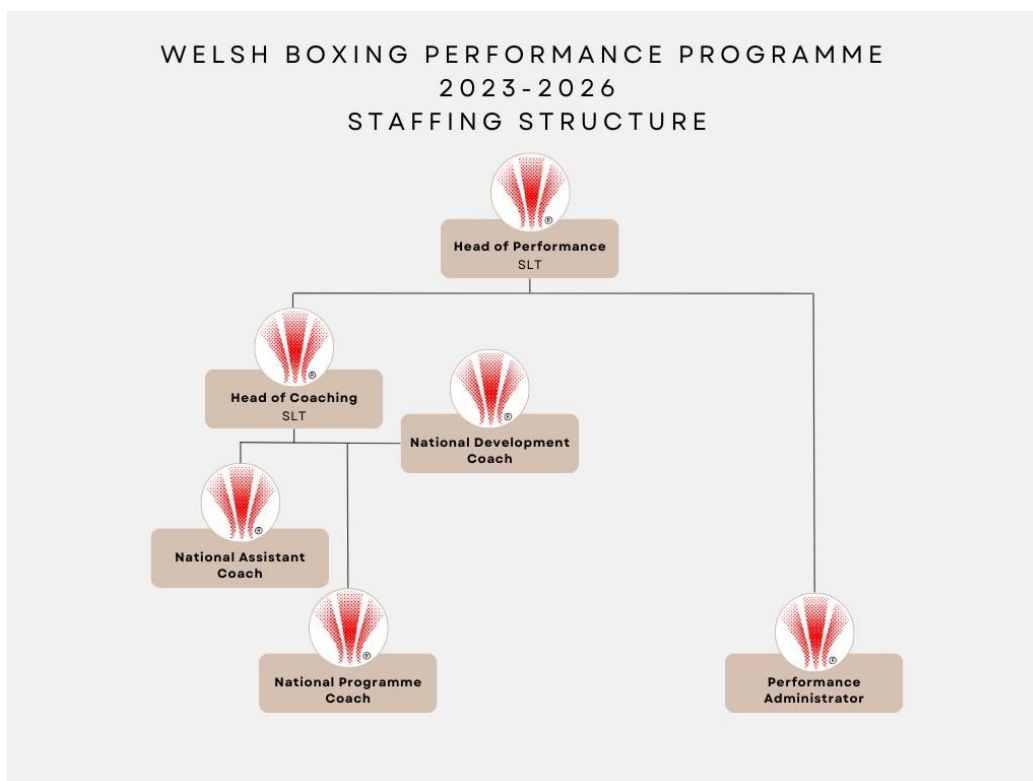 WELSH BOXING PERFORMANCE PROGRAMME
2023-2026
STAFFING STRUCTURE
®
Head of Performance
SLT
®
Head of Coaching
SLT
®
National Development
Coach
®
National Assistant
Coach
®
National Programme
Coach
®
Performance
Administrator